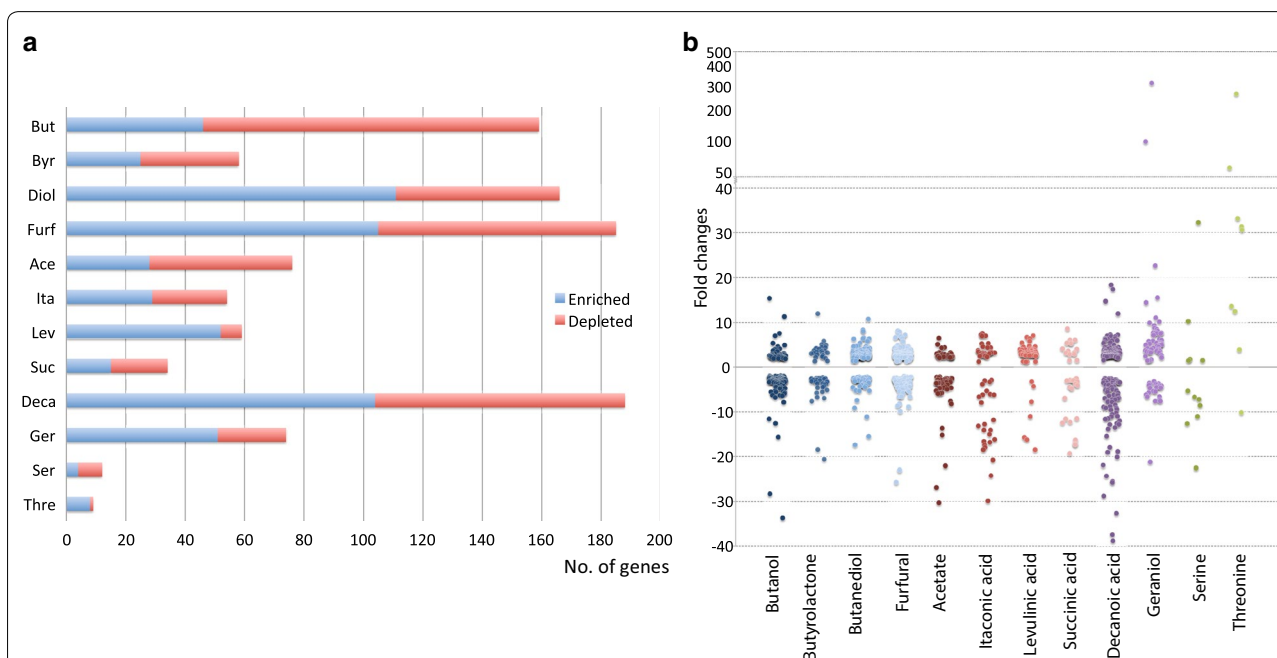 a
But
Byr
Diol
Furf
Ace
Ita
Lev
Suc
Deca
Ger
Ser
Thre
Enriched
Depleted
0 20 40 60 80 100 120 140 160 180 200
No. of genes
b
500
400
300
200
100
50
40
30
20
10
0
-10
-20
-30
-40
Fold changes
Butanol
Butyrolactone
Butanediol
Furfural
Acetate
Itaconic acid
Levulinic acid
Succinic acid
Decanoic acid
Geraniol
Serine
Threonine